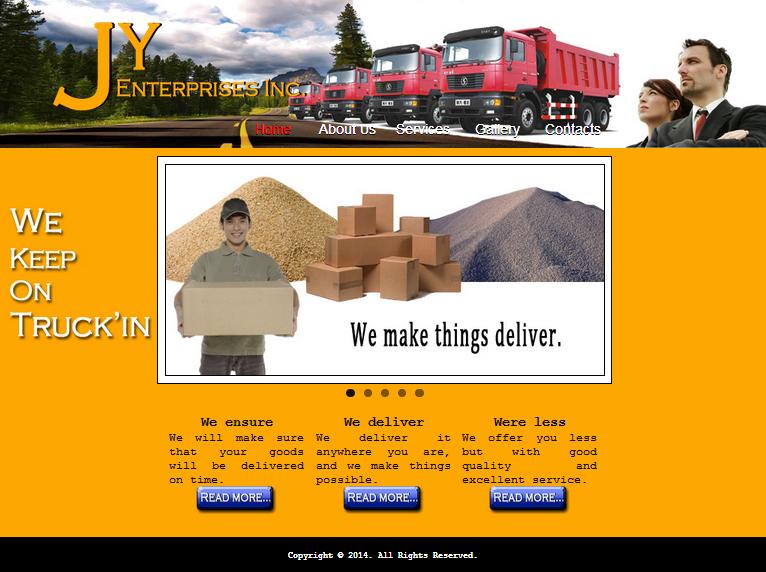 JY
ENTERPRISES INC.
Home About Us Services Gallery Contacts
WE
KEEP
ON
TRUCK'IN
We make things deliver.
We ensure
We will make sure
that your goods
will be delivered
on time.
READ MORE...
We deliver
We deliver it
anywhere you are,
and we make things
possible.
READ MORE...
Were less
We offer you less
but with good
quality and
excellent service.
READ MORE...
Copyright © 2014. All Rights Reserved.